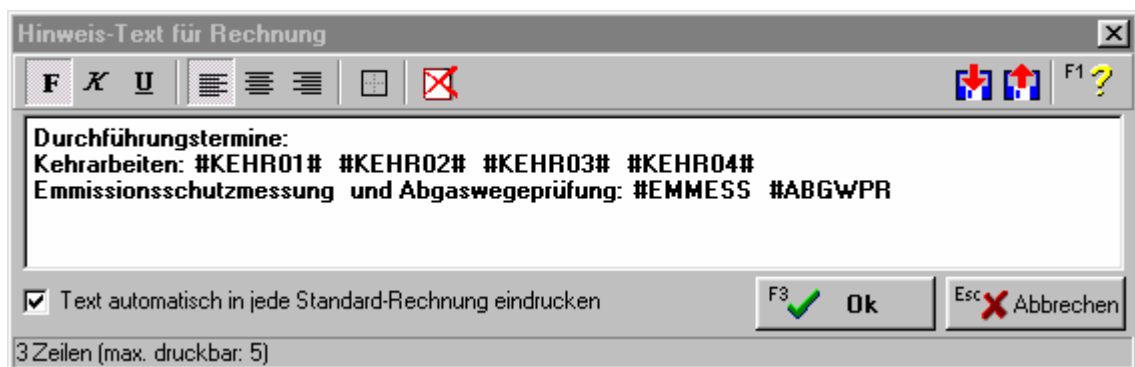 Hinweis-Text für Rechnung
F K U F1 ?
Durchführungstermine:
Kehrarbeiten: #KEHR01# #KEHR02# #KEHR03# #KEHR04#
Emmissionsschutzmessung und Abgaswegeprüfung: #EMMESS #ABGWPR
Text automatisch in jede Standard-Rechnung eindrucken F3 Ok Esc Abbrechen
3 Zeilen (max. druckbar: 5)